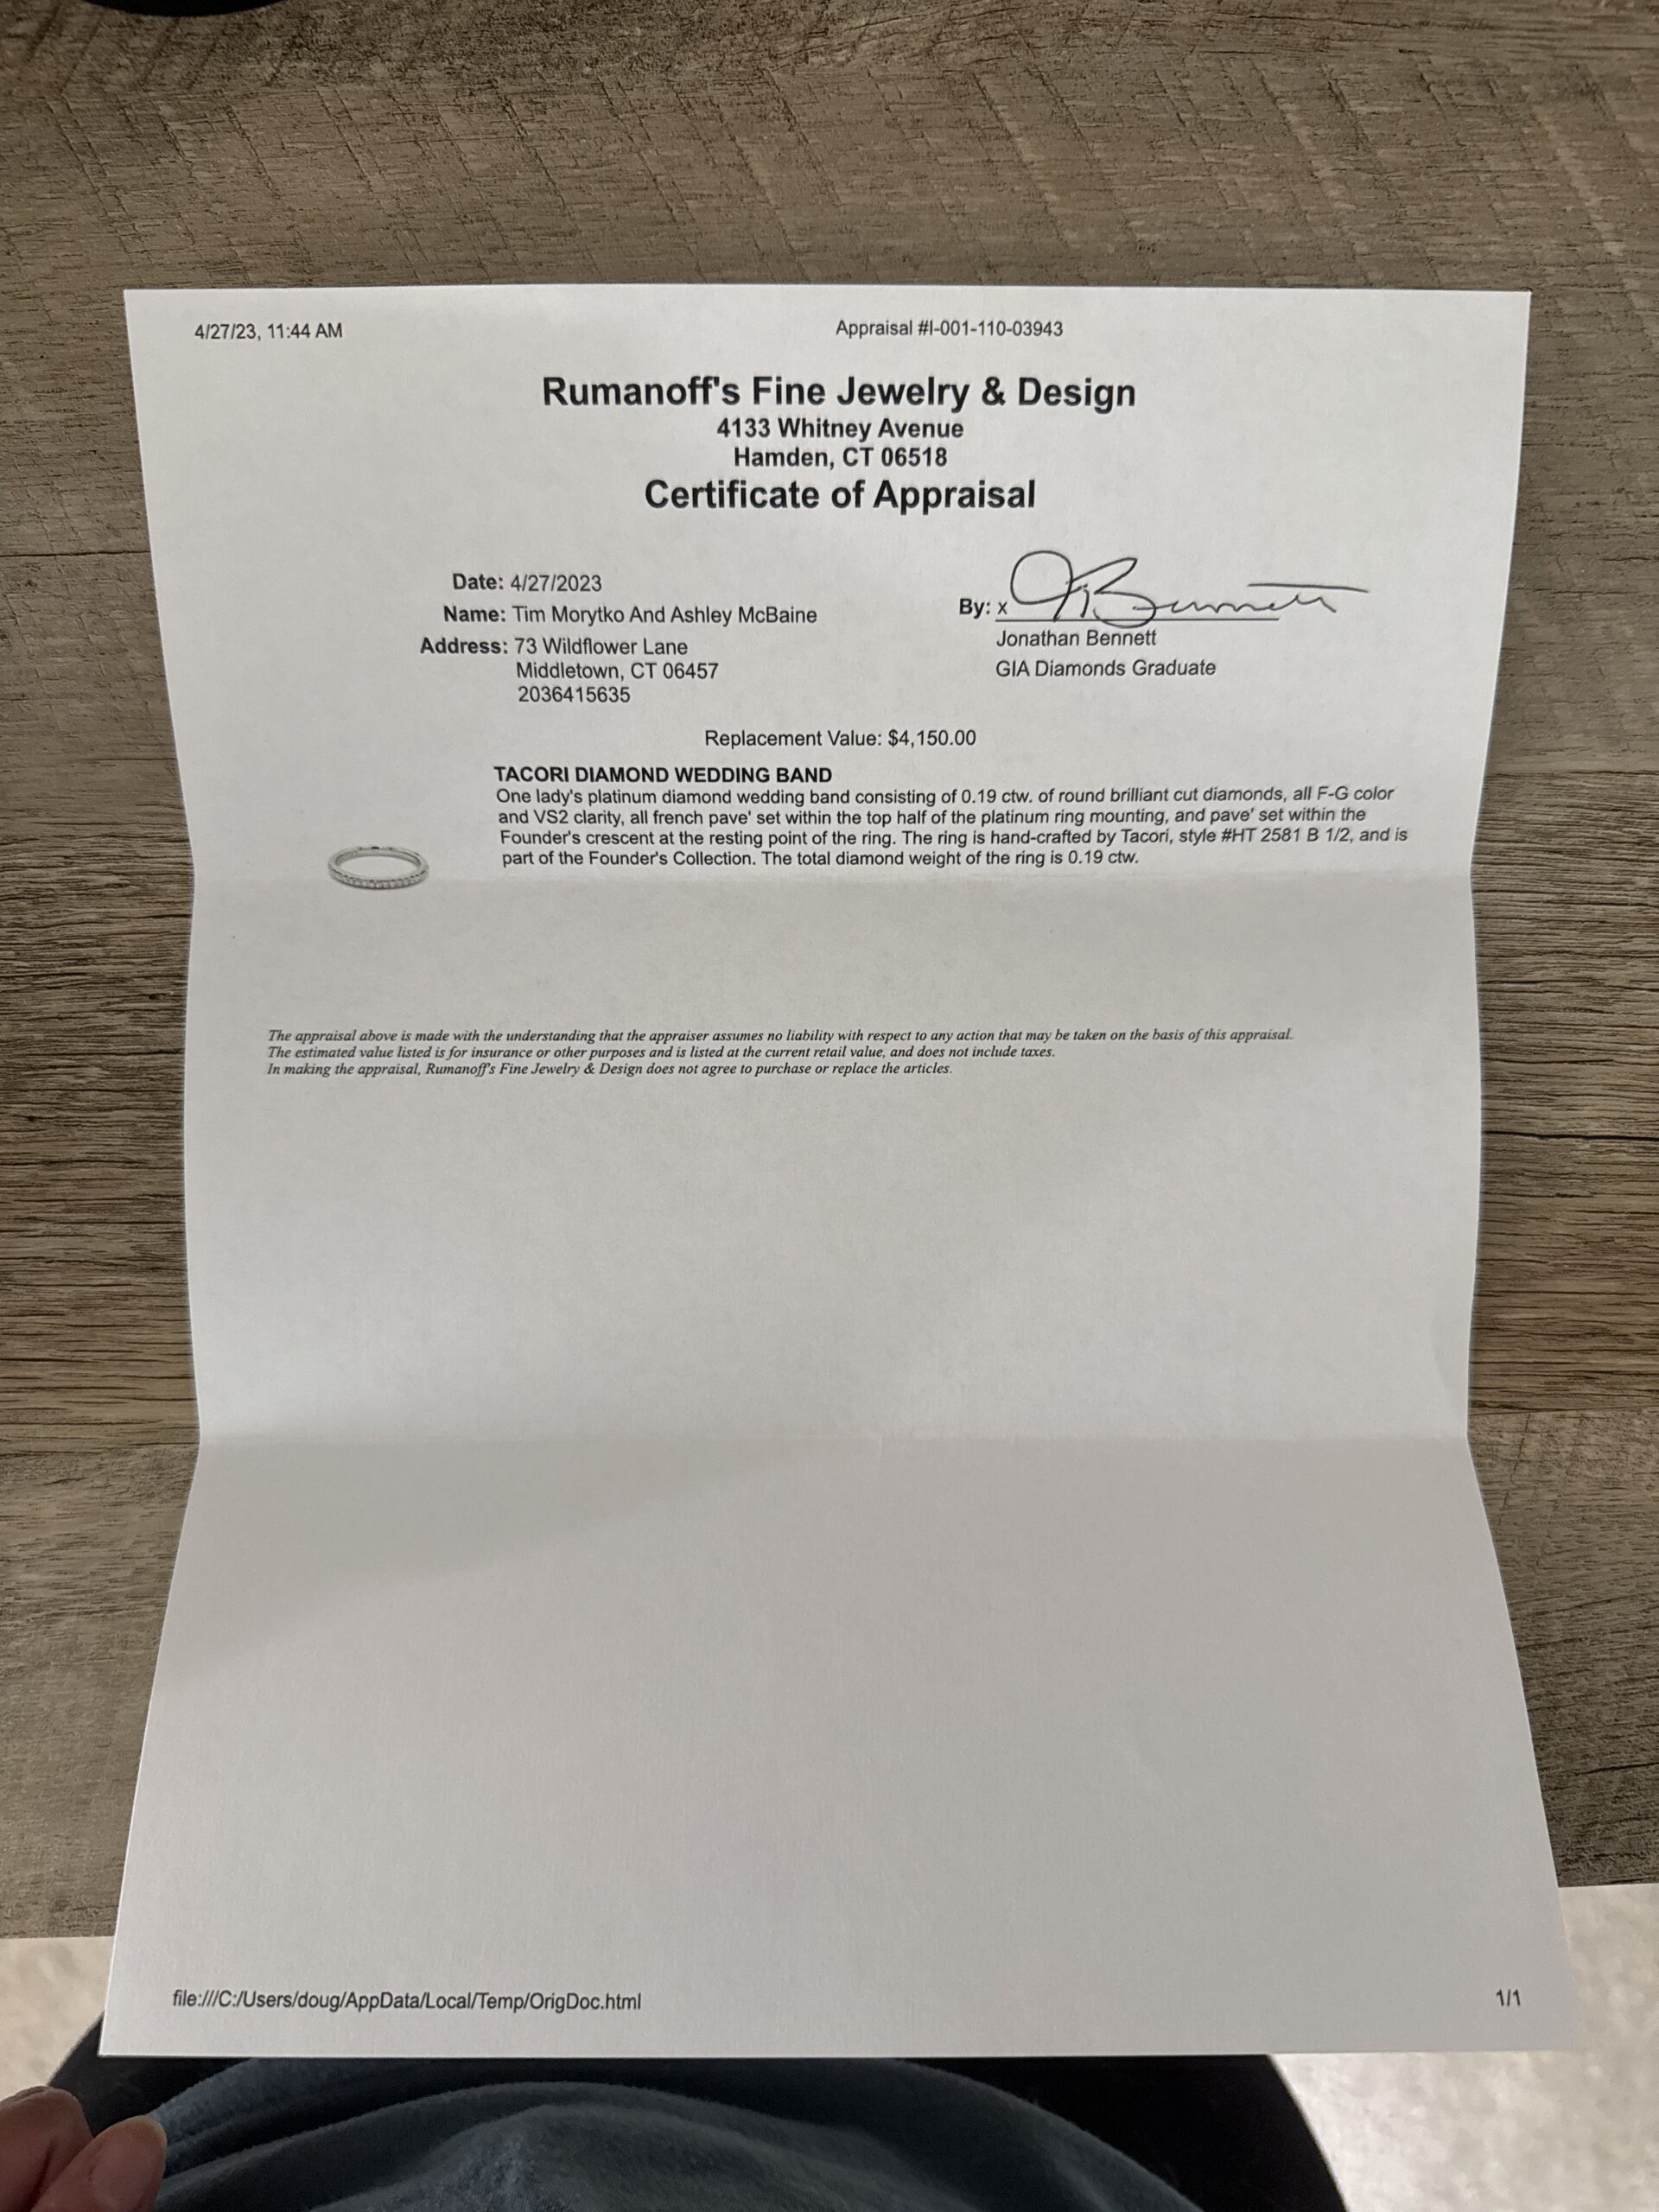 4/27/23, 11:44 AM
Appraisal #I-001-110-03943
Rumanoff's Fine Jewelry & Design
4133 Whitney Avenue
Hamden, CT 06518
Certificate of Appraisal
Date: 4/27/2023
Name: Tim Morytko And Ashley McBaine
Address: 73 Wildflower Lane
Middletown, CT 06457
2036415635
By: x J Bennett
Jonathan Bennett
GIA Diamonds Graduate
Replacement Value: $4,150.00
TACORI DIAMOND WEDDING BAND
One lady's platinum diamond wedding band consisting of 0.19 ctw. of round brilliant cut diamonds, all F-G color
and VS2 clarity, all french pave' set within the top half of the platinum ring mounting, and pave' set within the
Founder's crescent at the resting point of the ring. The ring is hand-crafted by Tacori, style #HT 2581 B 1/2, and is
part of the Founder's Collection. The total diamond weight of the ring is 0.19 ctw.
The appraisal above is made with the understanding that the appraiser assumes no liability with respect to any action that may be taken on the basis of this appraisal.
The estimated value listed is for insurance or other purposes and is listed at the current retail value, and does not include taxes.
In making the appraisal, Rumanoff's Fine Jewelry & Design does not agree to purchase or replace the articles.
file:///C:/Users/doug/AppData/Local/Temp/OrigDoc.html
1/1